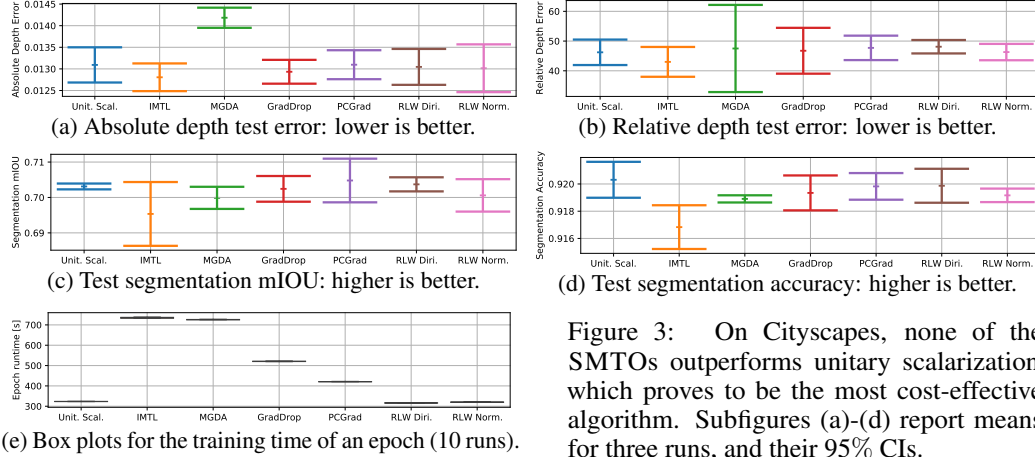 0.0145
0.0140
0.0135
0.0130
0.0125
Absolute Depth Error
Unit. Scal. IMTL MGDA GradDrop PCGrad RLW Diri. RLW Norm.
(a) Absolute depth test error: lower is better.
60
50
40
Relative Depth Error
Unit. Scal. IMTL MGDA GradDrop PCGrad RLW Diri. RLW Norm.
(b) Relative depth test error: lower is better.
0.71
0.70
0.69
Segmentation mIOU
Unit. Scal. IMTL MGDA GradDrop PCGrad RLW Diri. RLW Norm.
(c) Test segmentation mIOU: higher is better.
0.920
0.918
0.916
Segmentation Accuracy
Unit. Scal. IMTL MGDA GradDrop PCGrad RLW Diri. RLW Norm.
(d) Test segmentation accuracy: higher is better.
700
600
500
400
300
Epoch runtime [s]
Unit. Scal. IMTL MGDA GradDrop PCGrad RLW Diri. RLW Norm.
(e) Box plots for the training time of an epoch (10 runs).
Figure 3: On Cityscapes, none of the
SMTOs outperforms unitary scalarization
which proves to be the most cost-effective
algorithm. Subfigures (a)-(d) report means
for three runs, and their 95% CIs.